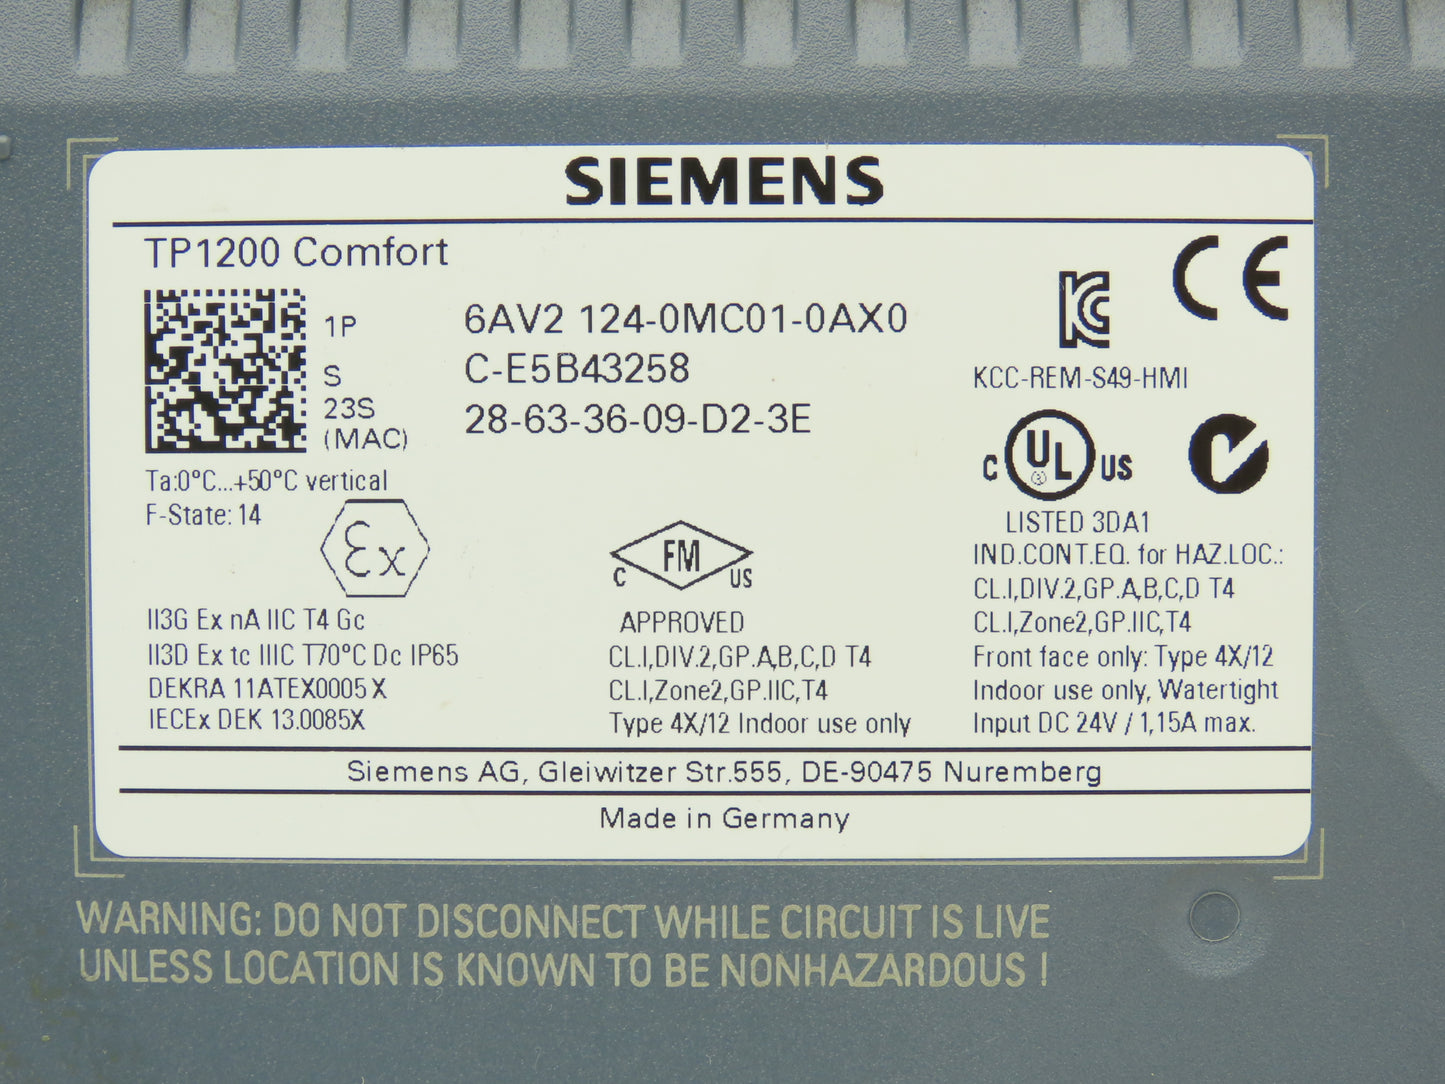 SIEMENS
TP1200 Comfort
1P 6AV2 124-0MC01-0AX0
S C-E5B43258
23S (MAC) 28-63-36-09-D2-3E
Ta:0°C...+50°C vertical
F-State: 14
Ex
II3G Ex nA IIC T4 Gc
II3D Ex tc IIIC T70°C Dc IP65
DEKRA 11ATEX0005 X
IECEx DEK 13.0085X
C FM US
APPROVED
CL.I,DIV.2,GP.A,B,C,D T4
CL.I,Zone2,GP.IIC,T4
Type 4X/12 Indoor use only
CE
KCC-REM-S49-HMI
C UL ® US
LISTED 3DA1
IND.CONT.EQ. for HAZ.LOC.:
CL.I,DIV.2,GP.A,B,C,D T4
CL.I,Zone2,GP.IIC,T4
Front face only: Type 4X/12
Indoor use only, Watertight
Input DC 24V / 1,15A max.
Siemens AG, Gleiwitzer Str.555, DE-90475 Nuremberg
Made in Germany
WARNING: DO NOT DISCONNECT WHILE CIRCUIT IS LIVE
UNLESS LOCATION IS KNOWN TO BE NONHAZARDOUS !